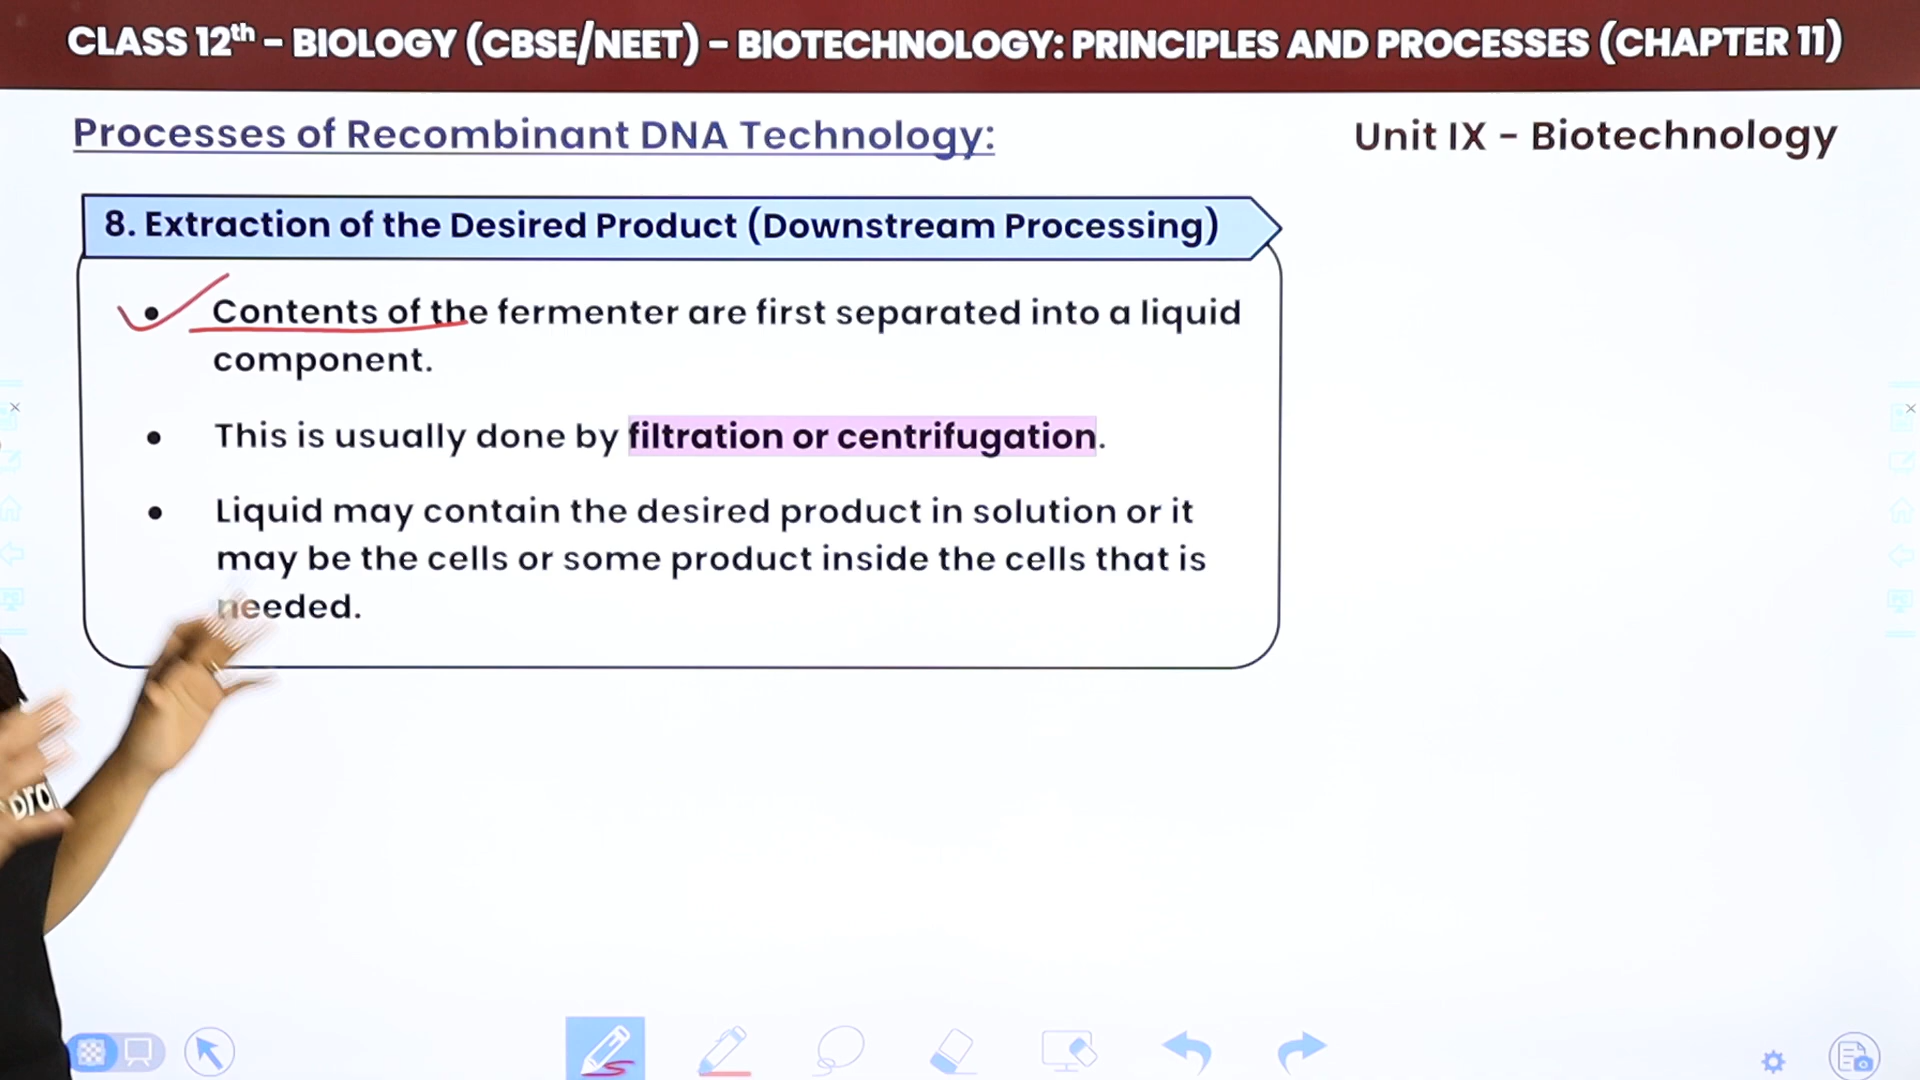 CLASS 12th – BIOLOGY (CBSE/NEET) – BIOTECHNOLOGY: PRINCIPLES AND PROCESSES (CHAPTER 11)
Processes of Recombinant DNA Technology:
Unit IX – Biotechnology
8. Extraction of the Desired Product (Downstream Processing)
• Contents of the fermenter are first separated into a liquid
component.
• This is usually done by filtration or centrifugation.
• Liquid may contain the desired product in solution or it
may be the cells or some product inside the cells that is
needed.